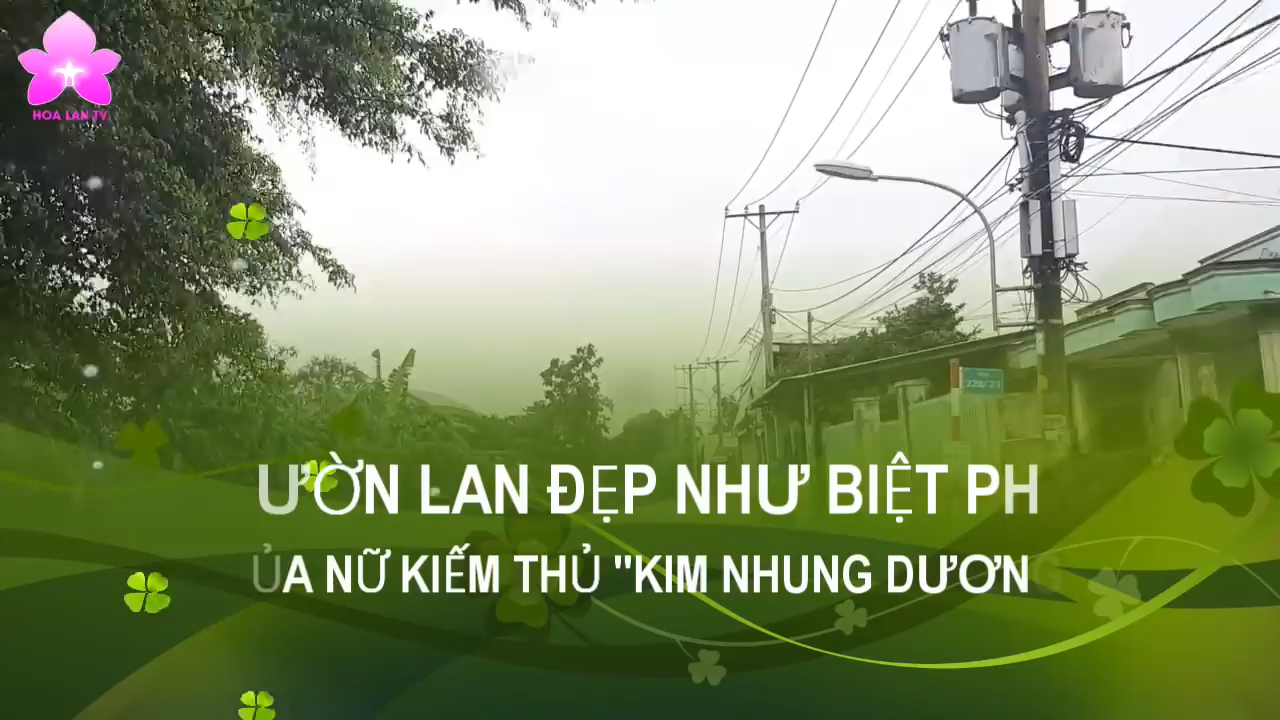 HOA LAN TV
ƯỜN LAN ĐẸP NHƯ BIỆT PH
ỦA NỮ KIẾM THỦ "KIM NHUNG DƯƠN